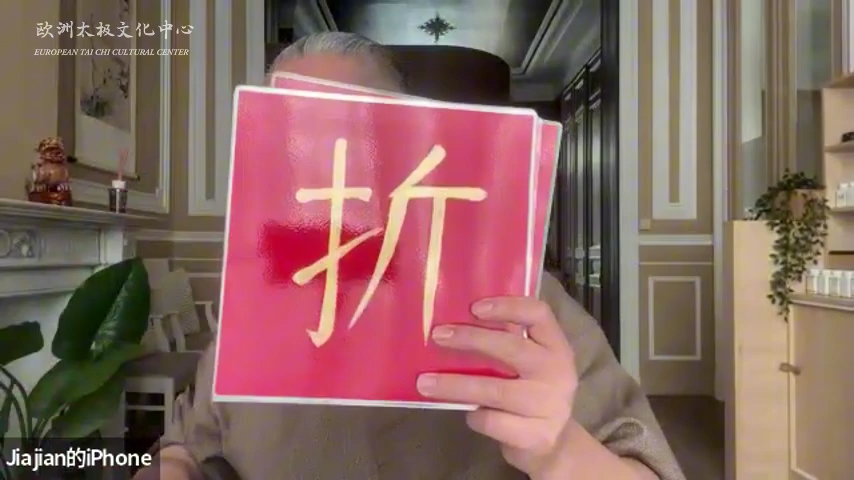 欧洲太极文化中心
EUROPEAN TAI CHI CULTURAL CENTER
折
Jiajian的iPhone